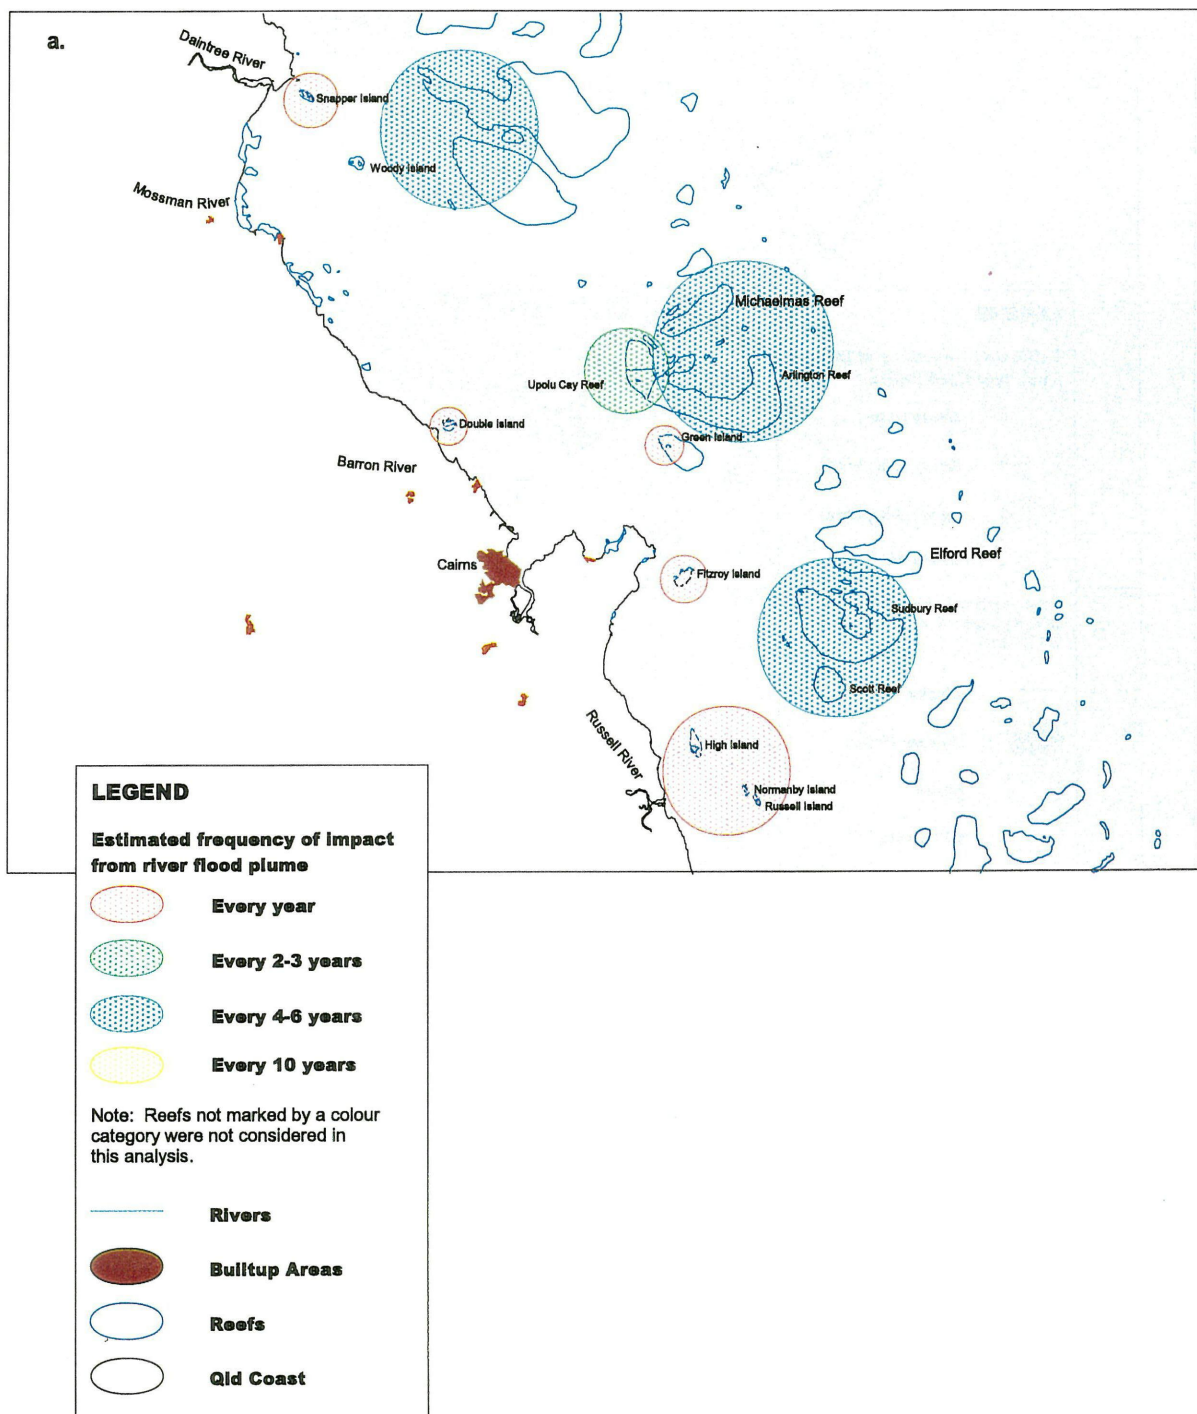 a.
Daintree River
Snapper Island
Woody Island
Mossman River
Michaelmas Reef
Arlington Reef
Upolu Cay Reef
Double Island
Green Island
Barron River
Elford Reef
Cairns
Fitzroy Island
Sudbury Reef
Scott Reef
Russell River
High Island
Normanby Island
Russell Island
LEGEND
Estimated frequency of impact
from river flood plume
Every year
Every 2-3 years
Every 4-6 years
Every 10 years
Note: Reefs not marked by a colour
category were not considered in
this analysis.
Rivers
Builtup Areas
Reefs
Qld Coast